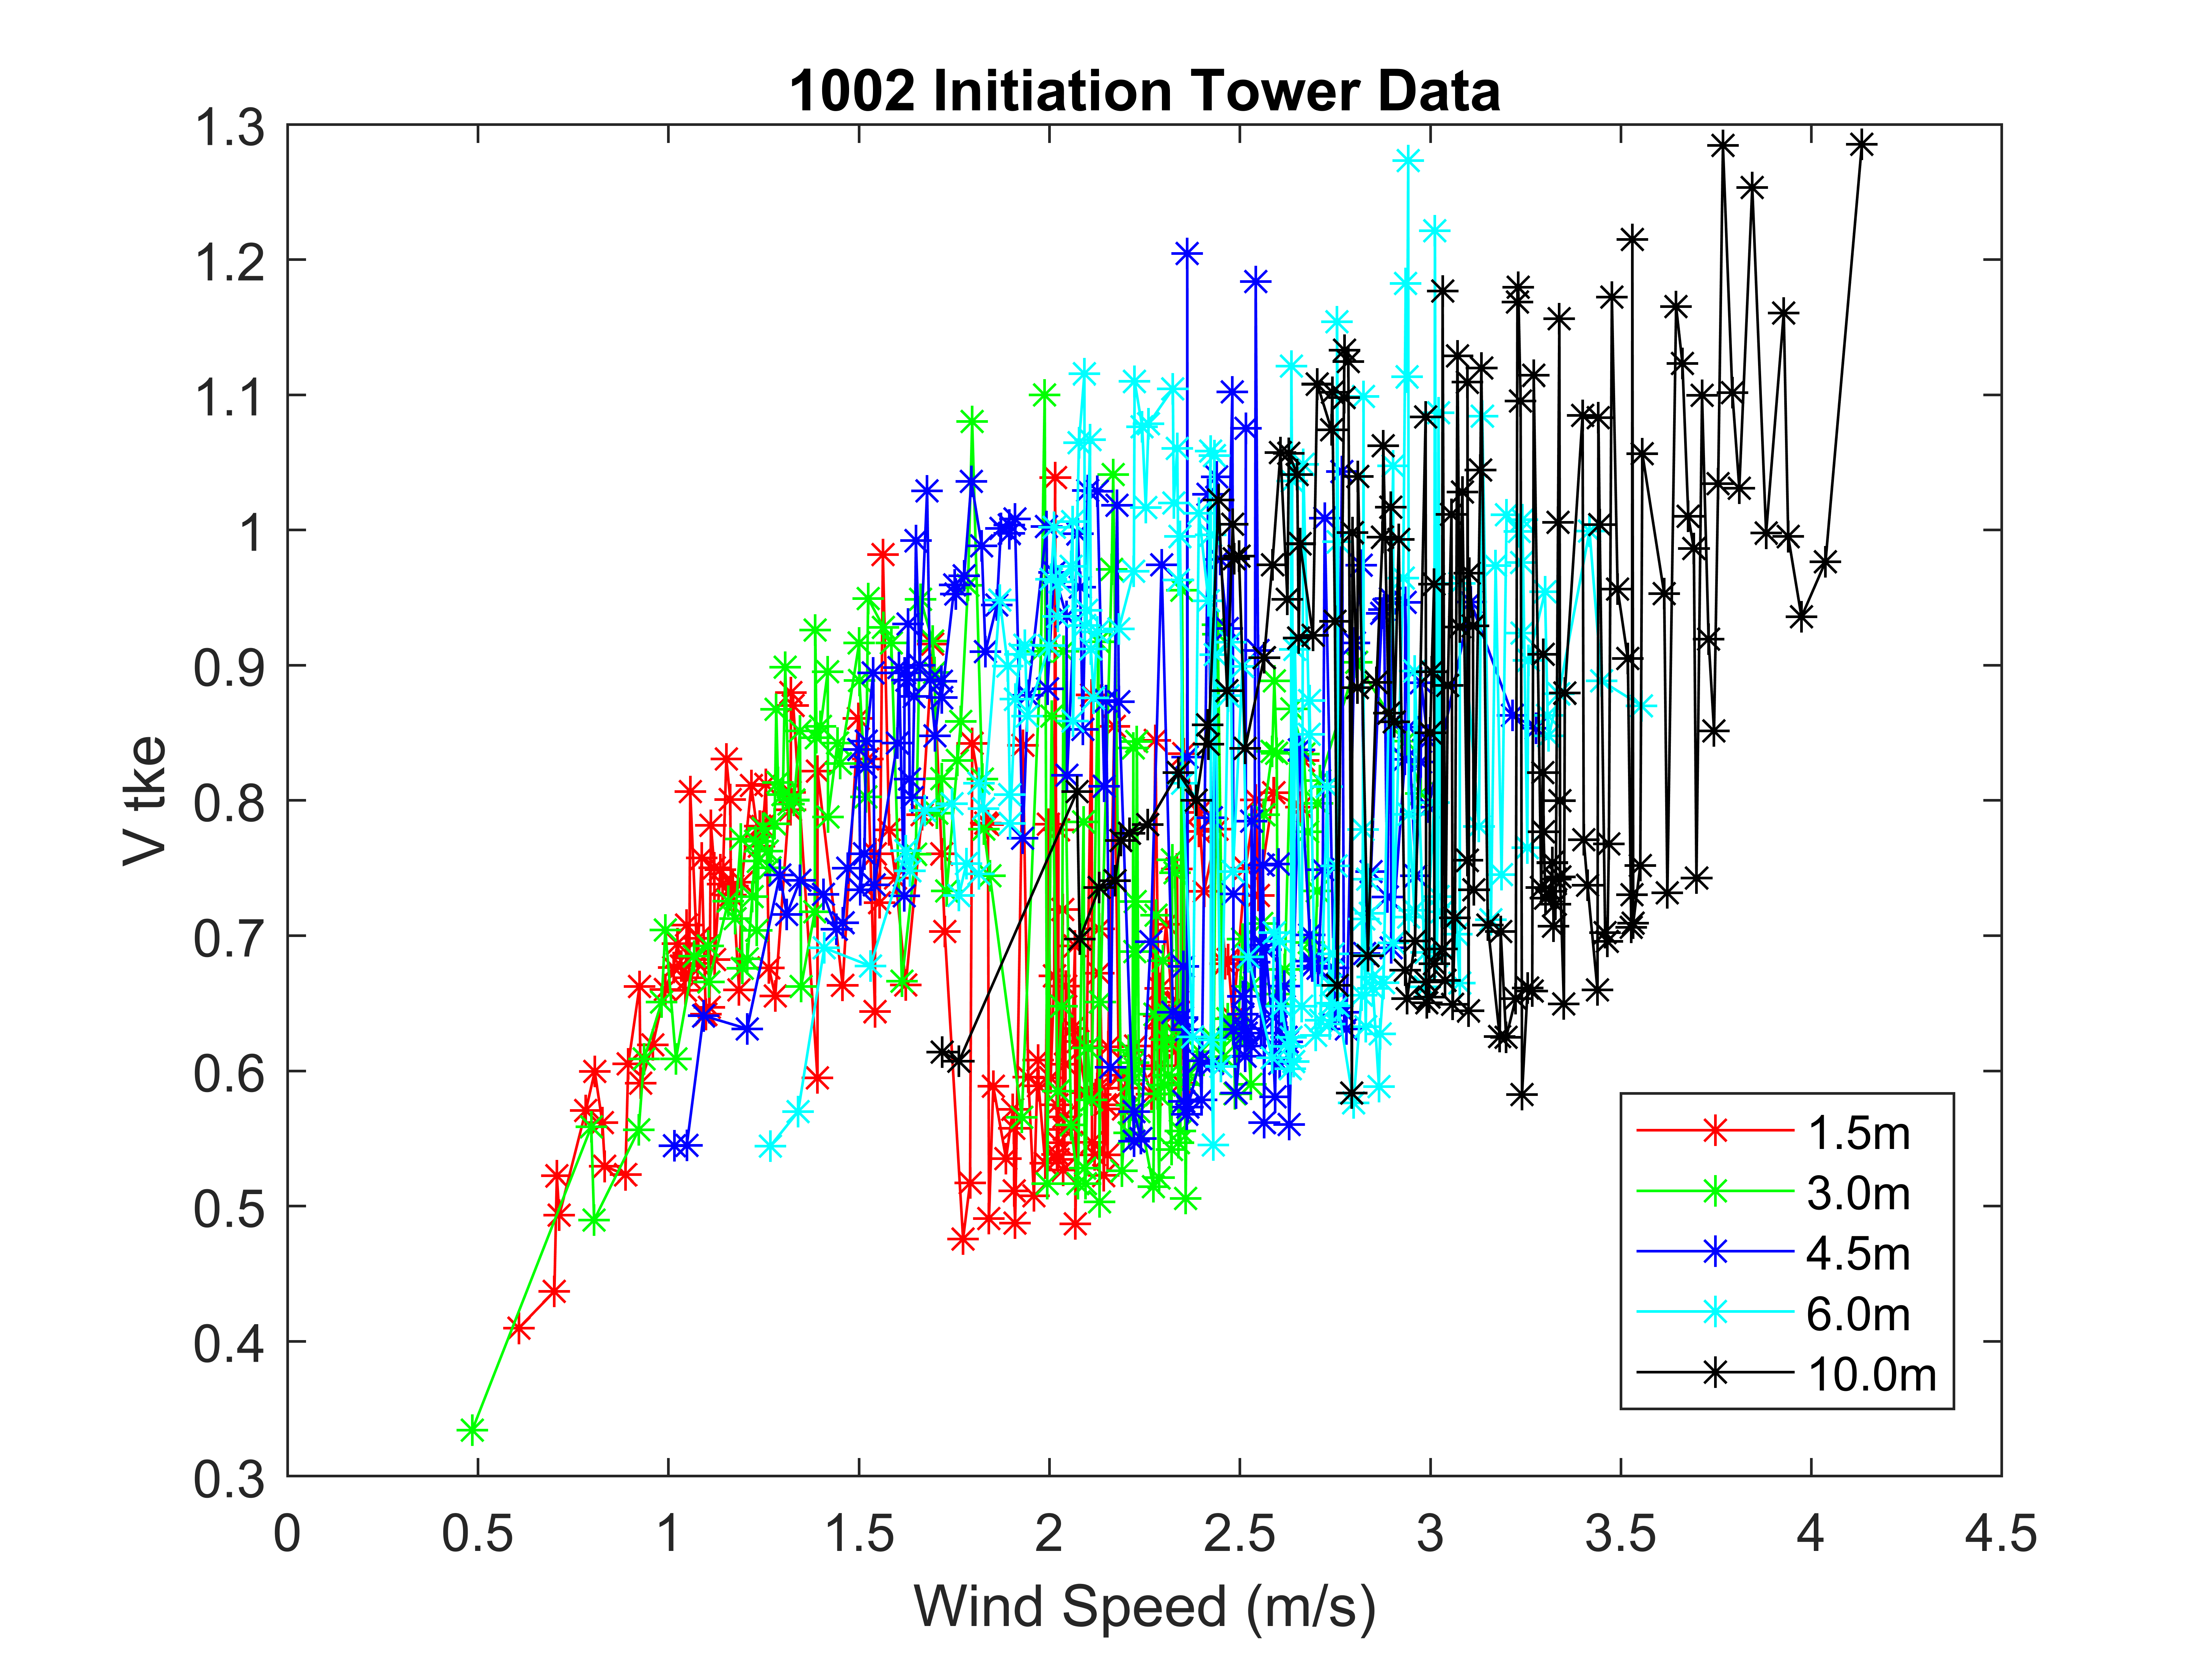 1002 Initiation Tower Data
1.3
1.2
1.1
1
0.9
0.8
0.7
0.6
0.5
0.4
0.3
V tke
0 0.5 1 1.5 2 2.5 3 3.5 4 4.5
Wind Speed (m/s)
1.5m
3.0m
4.5m
6.0m
10.0m